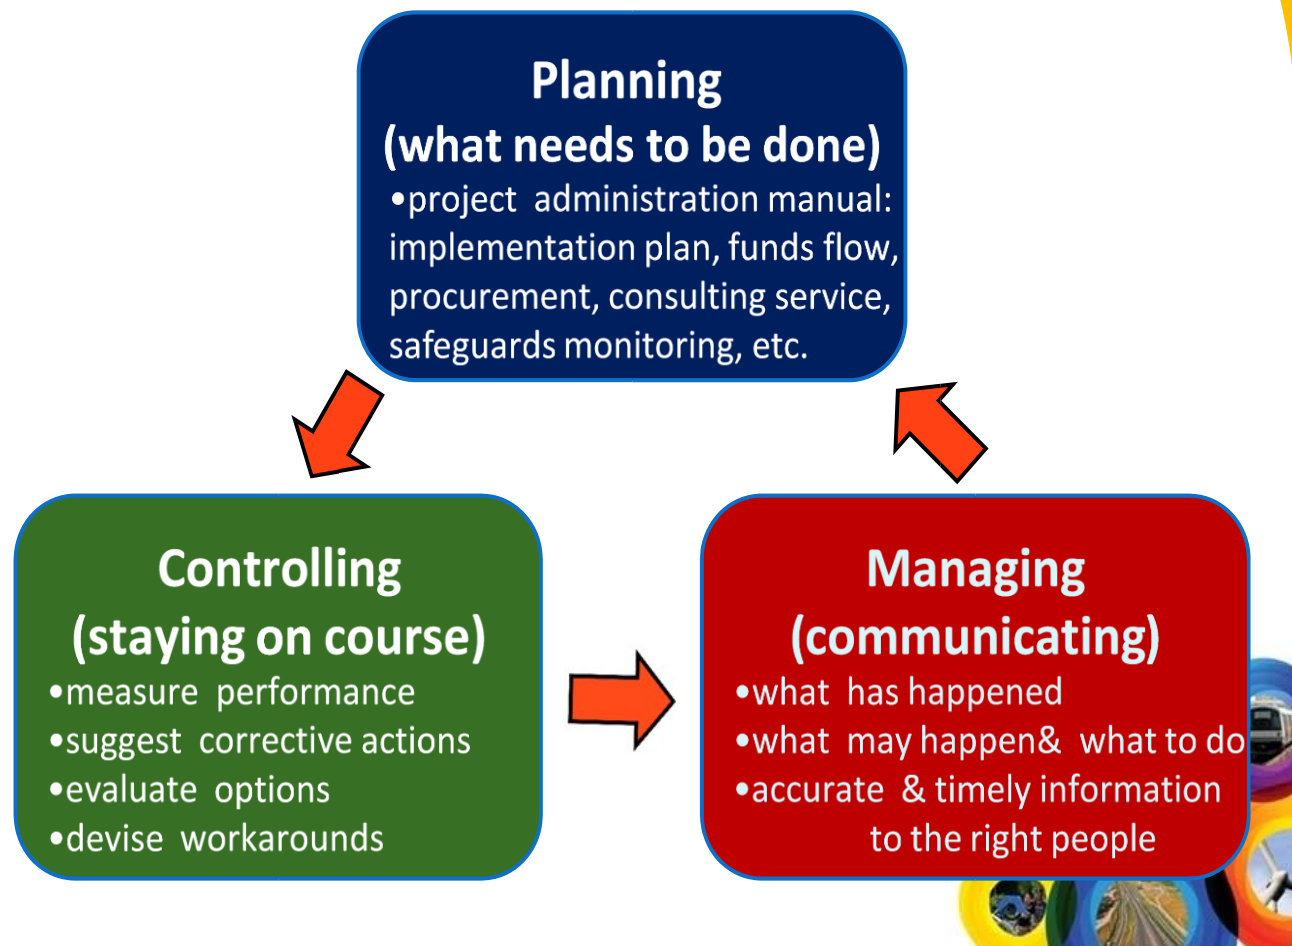 Planning
(what needs to be done)
•project administration manual:
implementation plan, funds flow,
procurement, consulting service,
safeguards monitoring, etc.
Controlling
(staying on course)
•measure performance
•suggest corrective actions
•evaluate options
•devise workarounds
Managing
(communicating)
•what has happened
•what may happen& what to do
•accurate & timely information
to the right people